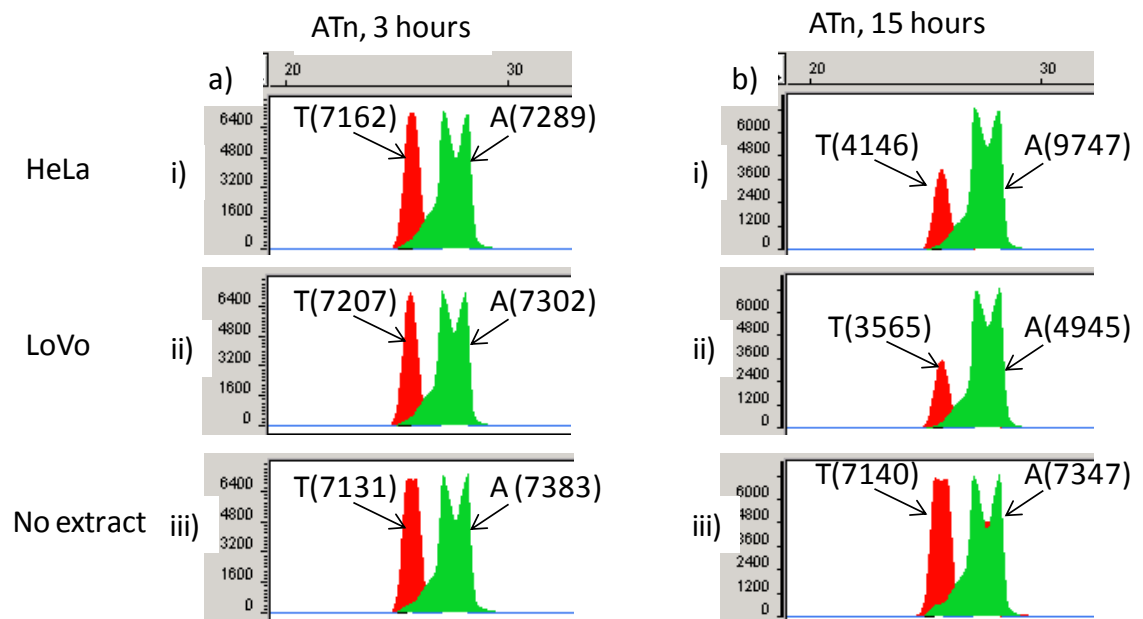 ATn, 3 hours
ATn, 15 hours
a)
20
30
b)
20
30
HeLa
i)
6400
4800
3200
1600
0
T(7162)
A(7289)
i)
6000
4800
3600
2400
1200
0
T(4146)
A(9747)
LoVo
ii)
6400
4800
3200
1600
0
T(7207)
A(7302)
ii)
6000
4800
3600
2400
1200
0
T(3565)
A(4945)
No extract
iii)
6400
4800
3200
1600
0
T(7131)
A (7383)
iii)
6000
4800
3600
2400
1200
0
T(7140)
A(7347)